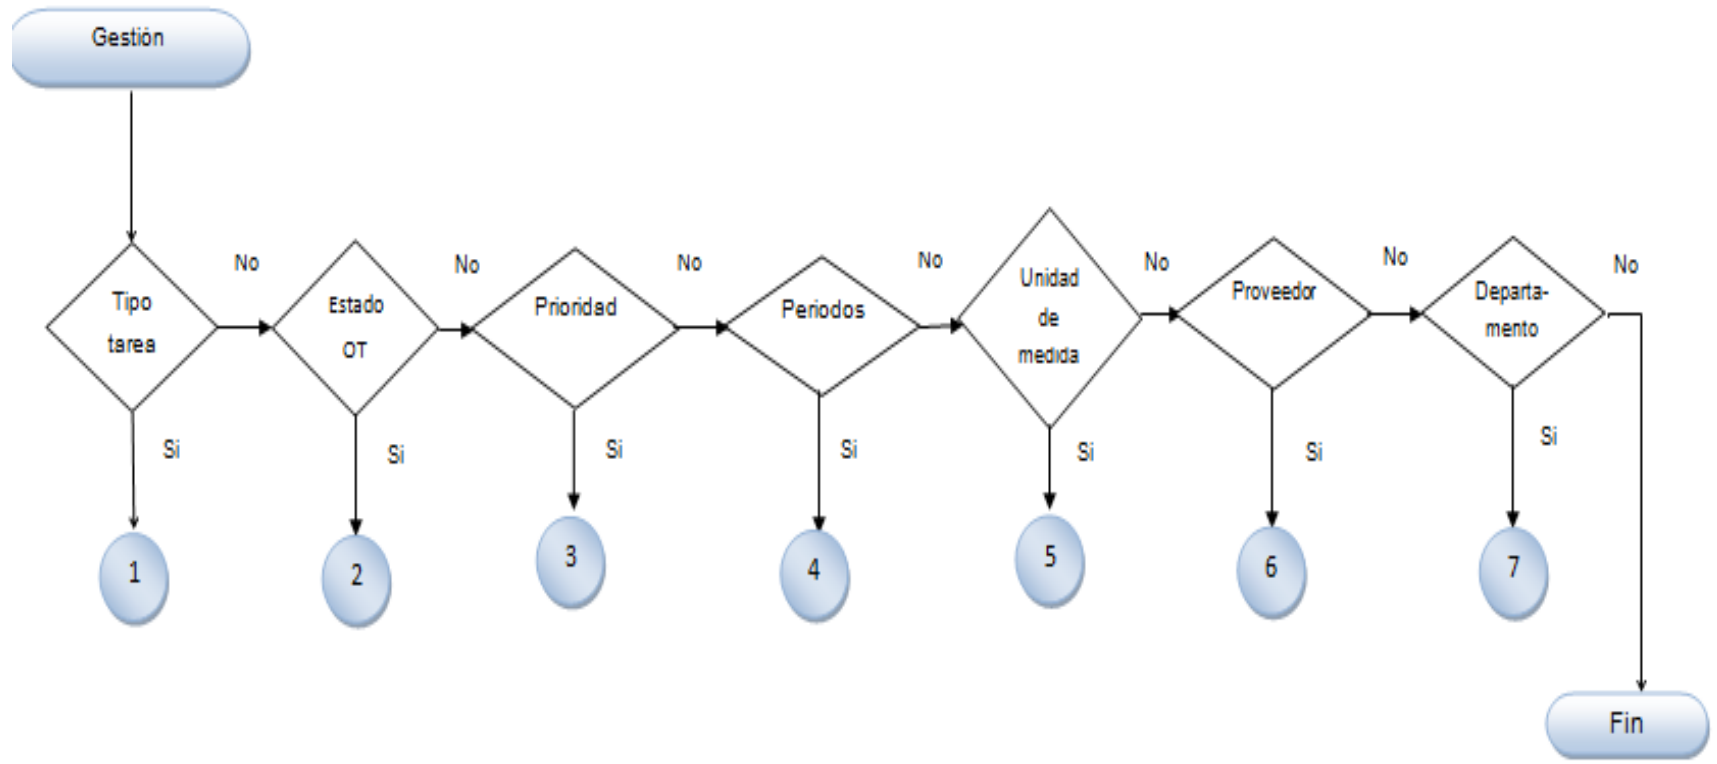 Gestión
No
No
No
No
No
No
No
Tipo
tarea
Estado
OT
Prioridad
Periodos
Unidad
de
medida
Proveedor
Departa-
mento
Si
Si
Si
Si
Si
Si
Si
1
2
3
4
5
6
7
Fin